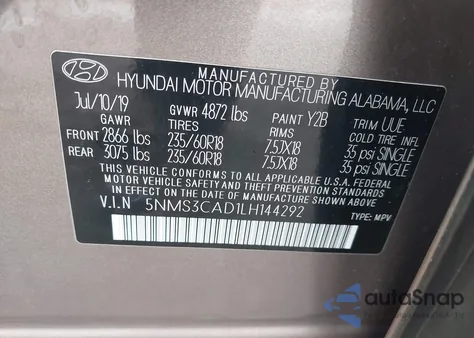 MANUFACTURED BY
HYUNDAI MOTOR MANUFACTURING ALABAMA, LLC
Jul/10/19 GVWR 4872 lbs PAINT Y2B TRIM UUE
GAWR TIRES RIMS COLD TIRE INFL
FRONT 2866 lbs 235/60R18 7.5JX18 35 psi SINGLE
REAR 3075 lbs 235/60R18 7.5JX18 35 psi SINGLE
THIS VEHICLE CONFORMS TO ALL APPLICABLE
FEDERAL MOTOR VEHICLE SAFETY STANDARDS IN
EFFECT ON THE DATE OF MANUFACTURE SHOWN ABOVE.
V.I.N 5NMS3CAD1LH144292
TYPE: MPV
autoSnap